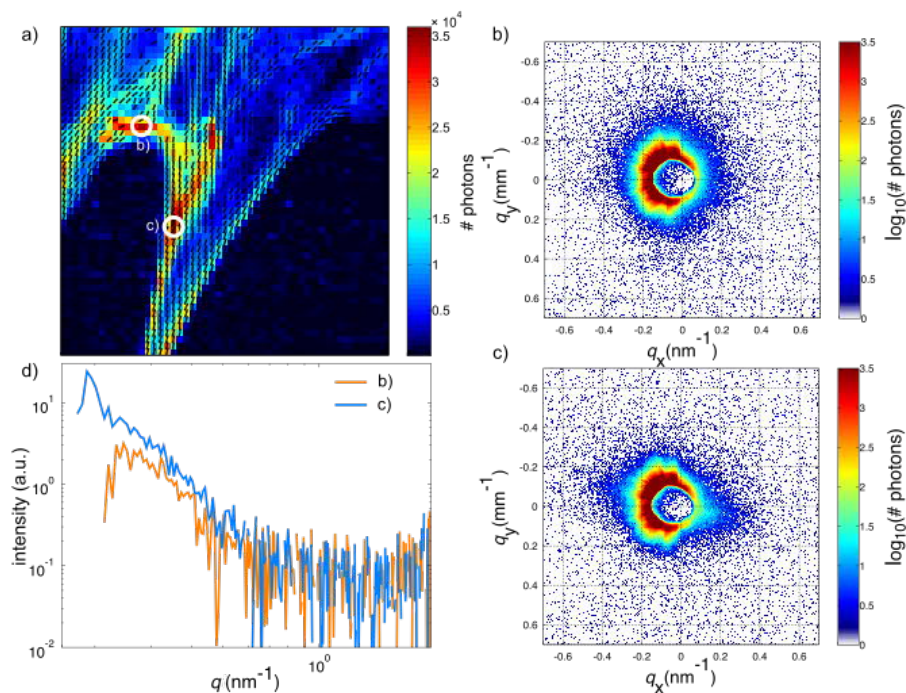 a)
× 10⁴
3.5
3
2.5
2
1.5
1
0.5
# photons
b)
c)
b)
-0.6
-0.4
-0.2
0
0.2
0.4
0.6
q_y(mm⁻¹)
-0.6 -0.4 -0.2 0 0.2 0.4 0.6
q_x(nm⁻¹)
3.5
3
2.5
2
1.5
1
0.5
0
log₁₀(# photons)
d)
b)
c)
10¹
10⁰
10⁻¹
10⁻²
intensity (a.u.)
10⁰
q (nm⁻¹)
c)
-0.6
-0.4
-0.2
0
0.2
0.4
0.6
q_y(mm⁻¹)
-0.6 -0.4 -0.2 0 0.2 0.4 0.6
q_x(nm⁻¹)
3.5
3
2.5
2
1.5
1
0.5
0
log₁₀(# photons)